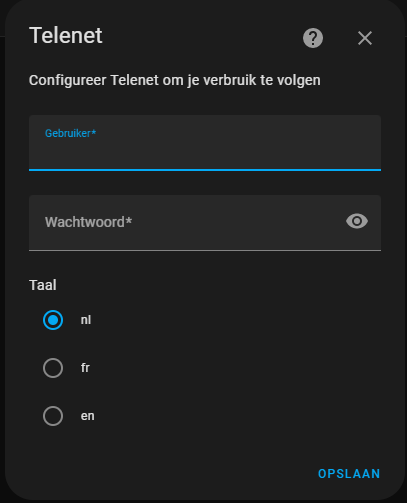 Telenet
Configureer Telenet om je verbruik te volgen
Gebruiker*
Wachtwoord*
Taal
nl
fr
en
OPSLAAN